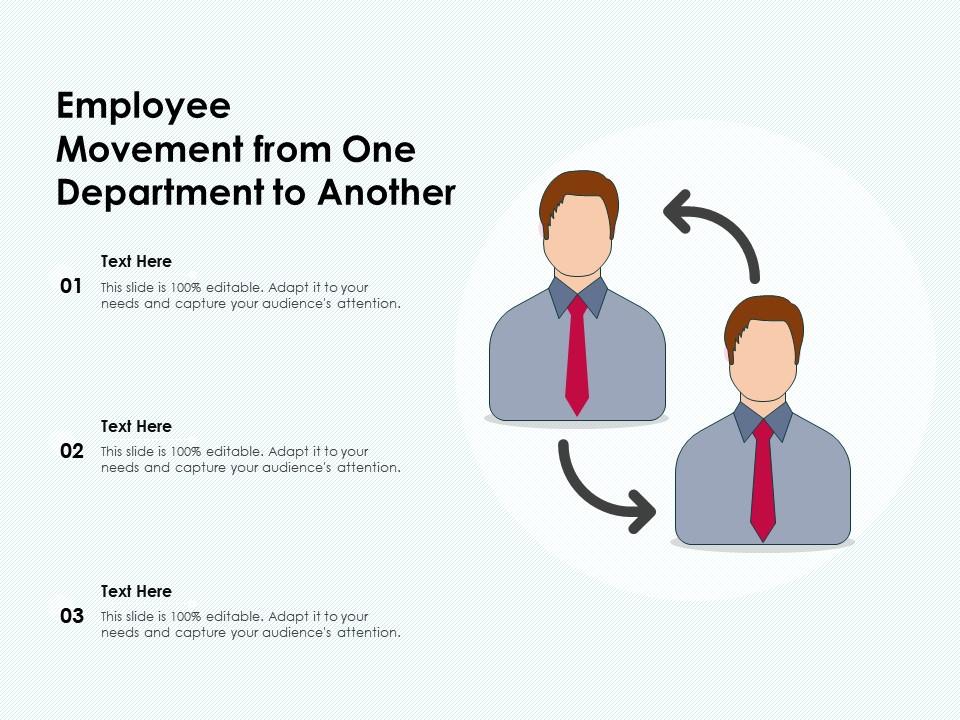 Employee
Movement from One
Department to Another
01
Text Here
This slide is 100% editable. Adapt it to your
needs and capture your audience's attention.
02
Text Here
This slide is 100% editable. Adapt it to your
needs and capture your audience's attention.
03
Text Here
This slide is 100% editable. Adapt it to your
needs and capture your audience's attention.